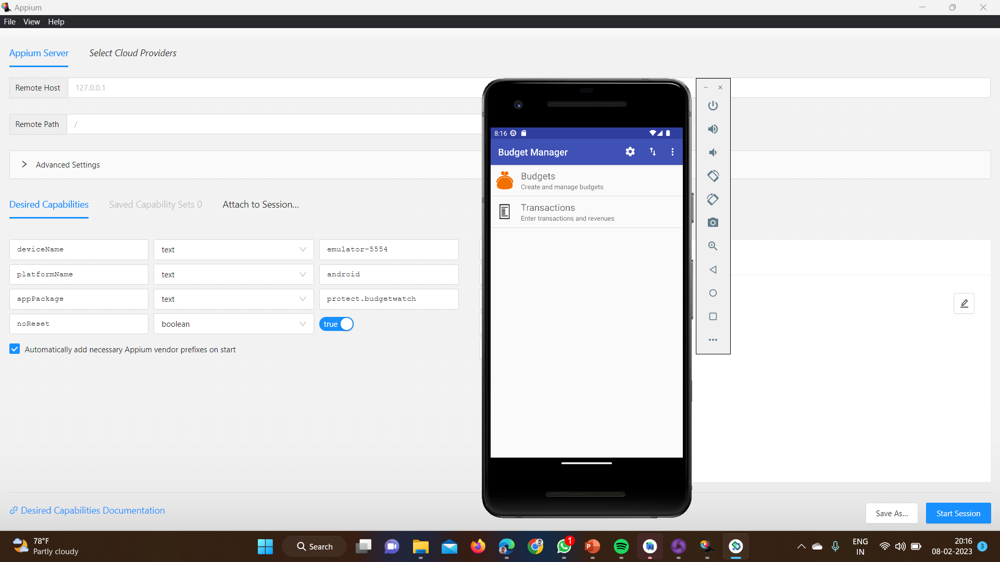 Appium
File View Help
Appium Server Select Cloud Providers
Remote Host 127.0.0.1
Remote Path /
Advanced Settings
Desired Capabilities Saved Capability Sets 0 Attach to Session...
deviceName text emulator-5554
platformName text android
appPackage text protect.budgetwatch
noReset boolean true
Automatically add necessary Appium vendor prefixes on start
8:16
Budget Manager
Budgets
Create and manage budgets
Transactions
Enter transactions and revenues
Desired Capabilities Documentation
Save As...
Start Session
78°F
Partly cloudy
Search
1
ENG
IN
20:16
08-02-2023
3